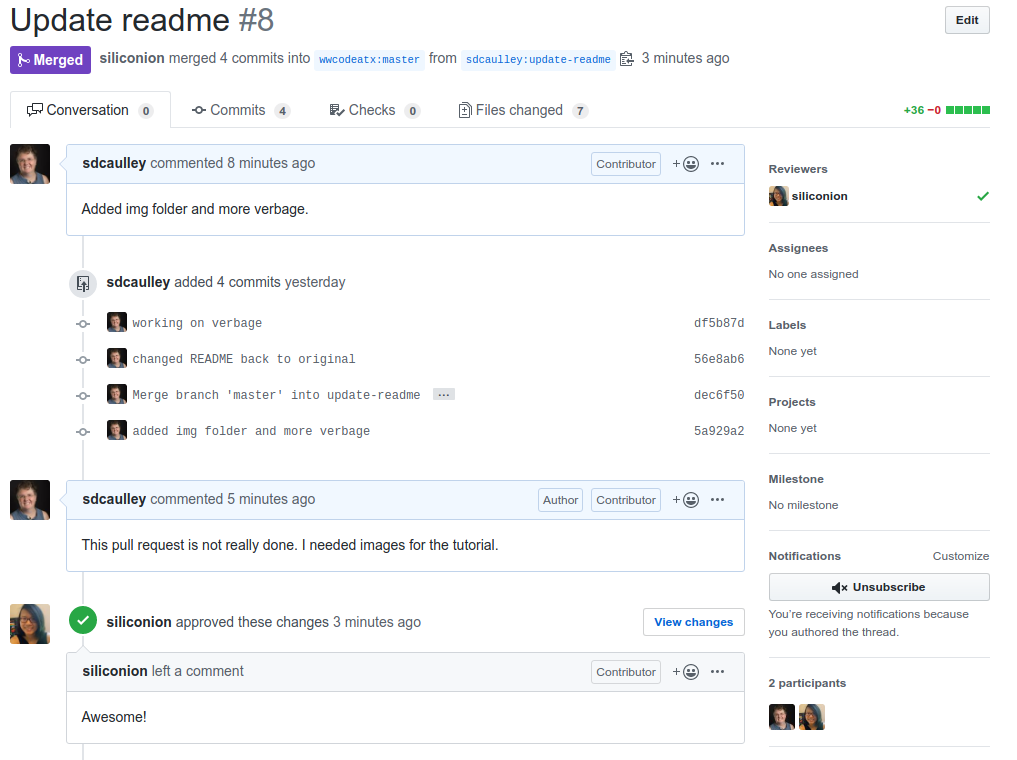 Update readme #8
Edit
Merged siliconion merged 4 commits into wwcodeatx:master from sdcaulley:update-readme 3 minutes ago
Conversation 0 Commits 4 Checks 0 Files changed 7 +36 −0
sdcaulley commented 8 minutes ago Contributor + ···
Added img folder and more verbage.
sdcaulley added 4 commits yesterday
working on verbage df5b87d
changed README back to original 56e8ab6
Merge branch 'master' into update-readme ... dec6f50
added img folder and more verbage 5a929a2
sdcaulley commented 5 minutes ago Author Contributor + ···
This pull request is not really done. I needed images for the tutorial.
siliconion approved these changes 3 minutes ago View changes
siliconion left a comment Contributor + ···
Awesome!
Reviewers
siliconion
Assignees
No one assigned
Labels
None yet
Projects
None yet
Milestone
No milestone
Notifications Customize
Unsubscribe
You're receiving notifications because
you authored the thread.
2 participants